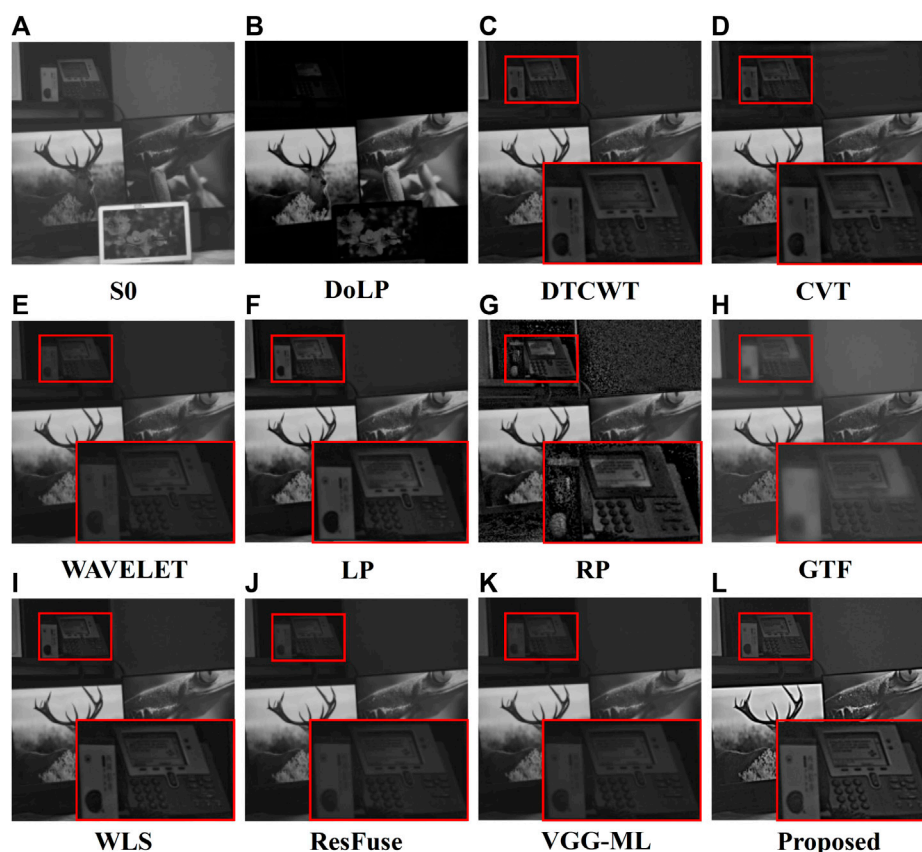 A B C D
S0 DoLP DTCWT CVT
E F G H
WAVELET LP RP GTF
I J K L
WLS ResFuse VGG-ML Proposed